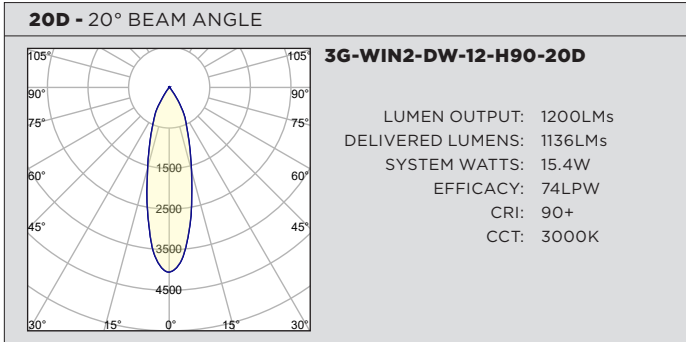 20D - 20° BEAM ANGLE
3G-WIN2-DW-12-H90-20D
105° 105°
90° 90°
75° 75°
60° 60°
45° 45°
1500
2500
3500
4500
30° 15° 0° 15° 30°
LUMEN OUTPUT: 1200LMs
DELIVERED LUMENS: 1136LMs
SYSTEM WATTS: 15.4W
EFFICACY: 74LPW
CRI: 90+
CCT: 3000K